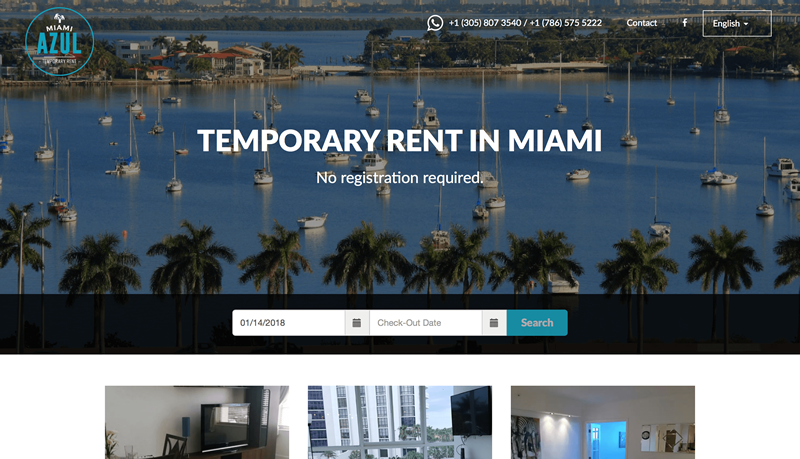 MIAMI
AZUL
TEMPORARY RENT
+1 (305) 807 3540 / +1 (786) 575 5222
Contact
f
English
TEMPORARY RENT IN MIAMI
No registration required.
01/14/2018
Check-Out Date
Search